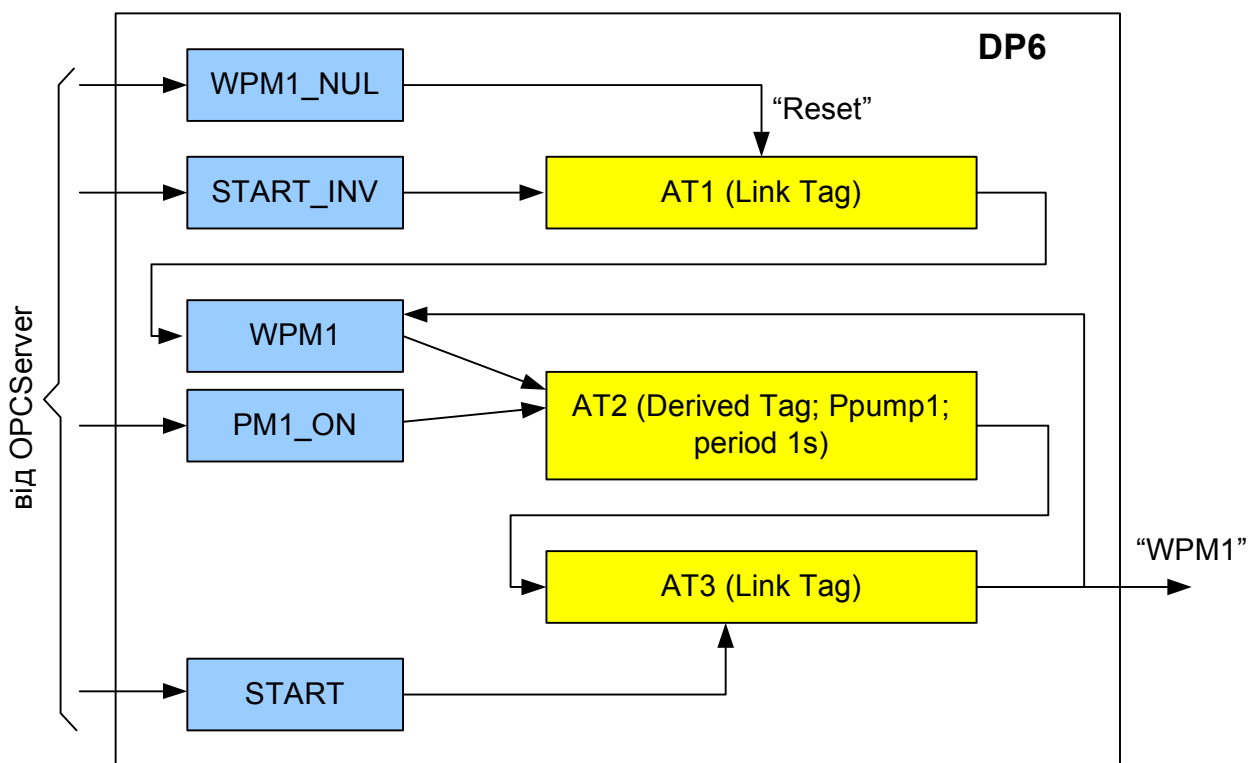 DP6
WPM1_NUL
“Reset”
START_INV
AT1 (Link Tag)
від OPCServer
WPM1
PM1_ON
AT2 (Derived Tag; Ppump1;
period 1s)
“WPM1”
AT3 (Link Tag)
START